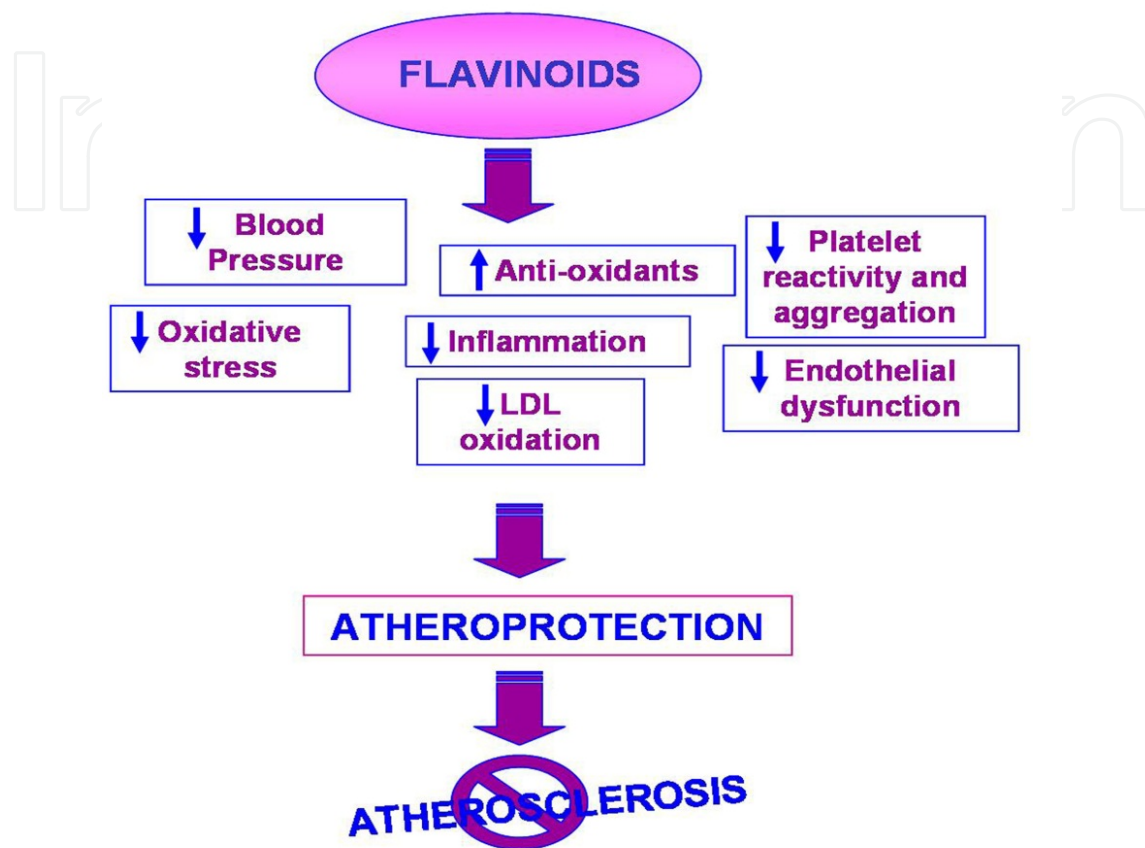 FLAVINOIDS
↓ Blood
Pressure
↑ Anti-oxidants
↓ Platelet
reactivity and
aggregation
↓ Oxidative
stress
↓ Inflammation
↓ LDL
oxidation
↓ Endothelial
dysfunction
ATHEROPROTECTION
ATHEROSCLEROSIS